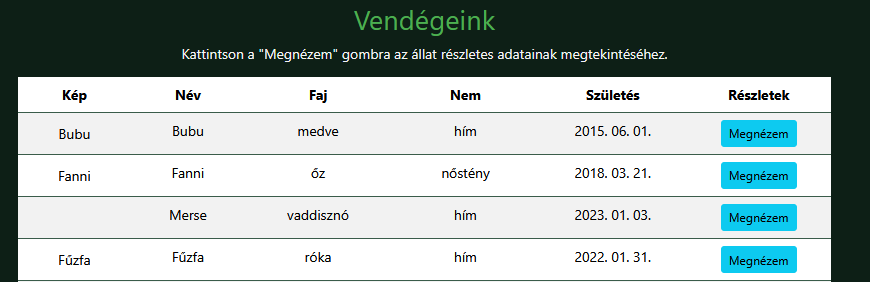 Vendégeink
Kattintson a "Megnézem" gombra az állat részletes adatainak megtekintéséhez.
Kép Név Faj Nem Születés Részletek
Bubu Bubu medve hím 2015. 06. 01. Megnézem
Fanni Fanni őz nőstény 2018. 03. 21. Megnézem
Merse vaddisznó hím 2023. 01. 03. Megnézem
Fűzfa Fűzfa róka hím 2022. 01. 31. Megnézem